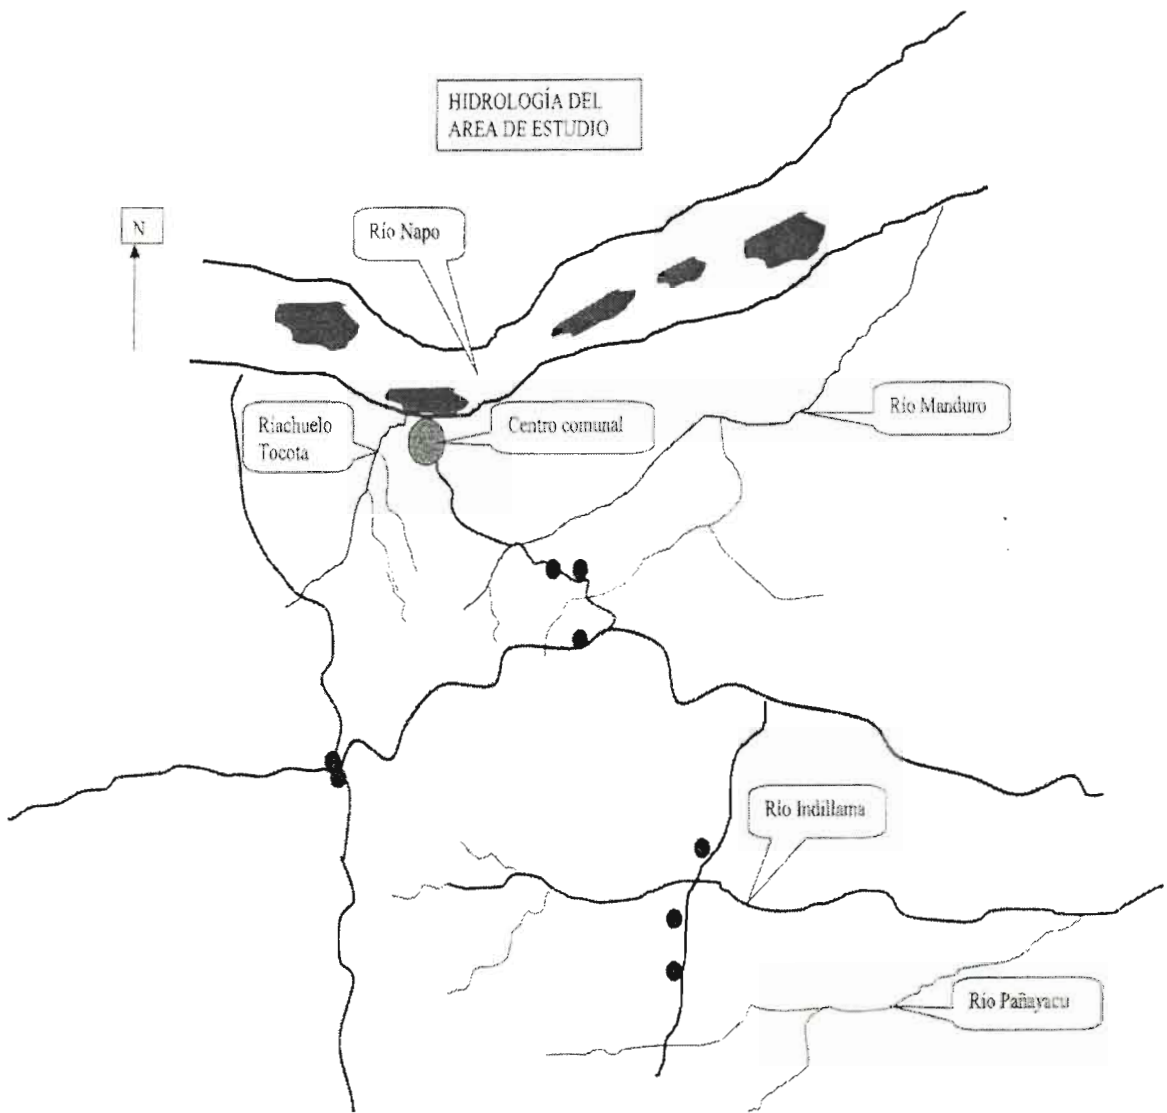 HIDROLOGÍA DEL
AREA DE ESTUDIO
N
Río Napo
Río Manduro
Riachuelo
Tocota
Centro comunal
Río Indillama
Río Pañayacu